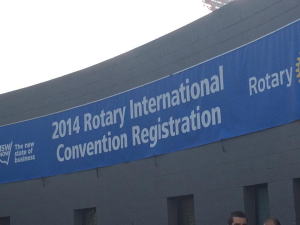 NSW
The new
state of
business
2014 Rotary International
Convention Registration
Rotary